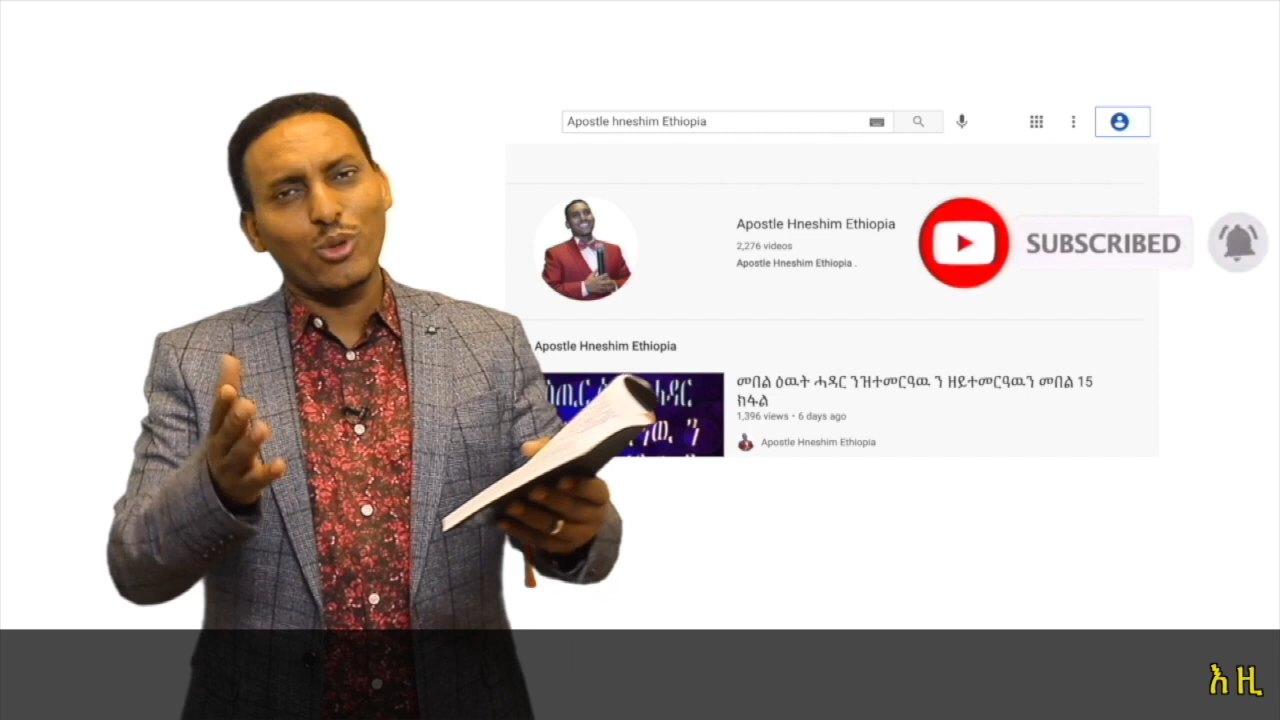 Apostle hneshim Ethiopia
Apostle Hneshim Ethiopia
2,276 videos
Apostle Hneshim Ethiopia .
SUBSCRIBED
Apostle Hneshim Ethiopia
መበል ዕዉት ሓዳር ንዝተመርዓዉ ን ዘይተመርዓዉን መበል 15
ክፋል
1,396 views • 6 days ago
Apostle Hneshim Ethiopia
እዚ